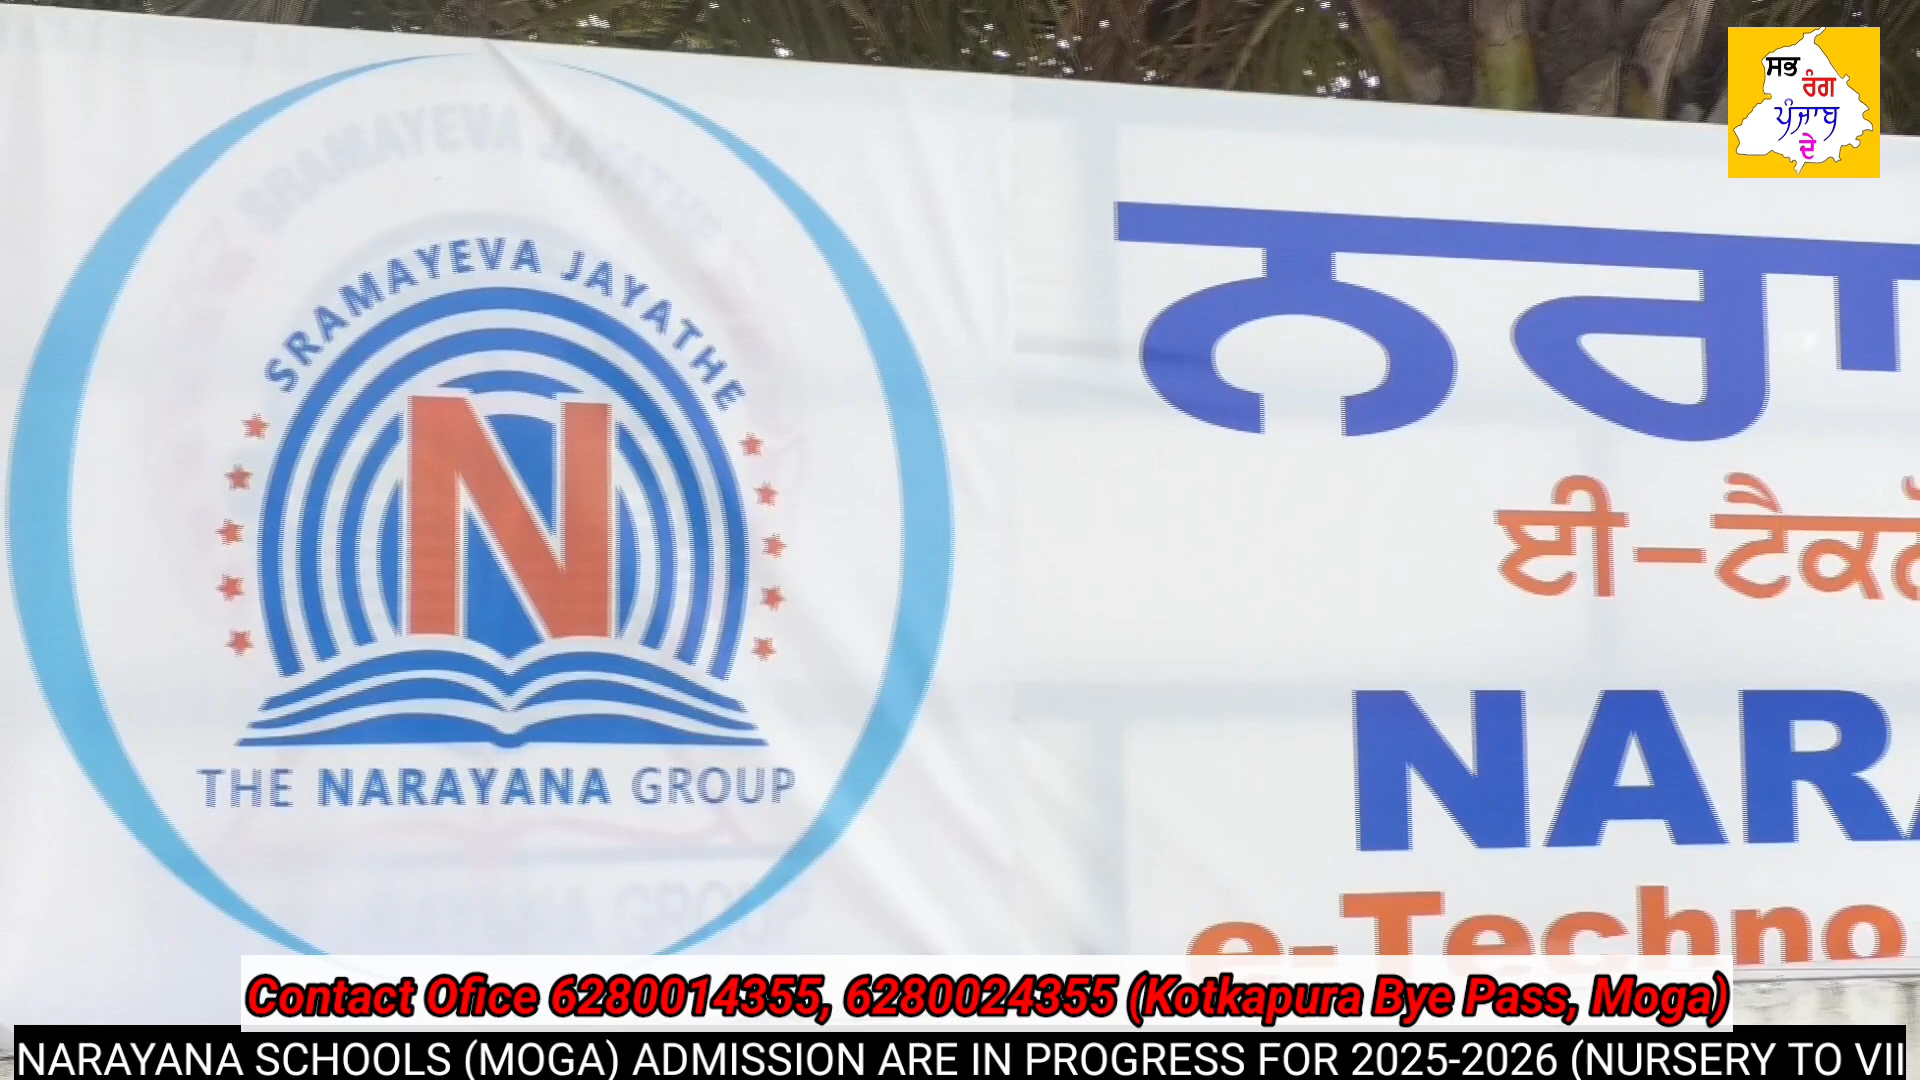 ਸਭ
ਰੰਗ
ਪੰਜਾਬ
ਦੇ
SRAMAYEVA JAYATHE
N
THE NARAYANA GROUP
ਈ-ਟੈਕ
e-Techno
Contact Ofice 6280014355, 6280024355 (Kotkapura Bye Pass, Moga)
NARAYANA SCHOOLS (MOGA) ADMISSION ARE IN PROGRESS FOR 2025-2026 (NURSERY TO VII